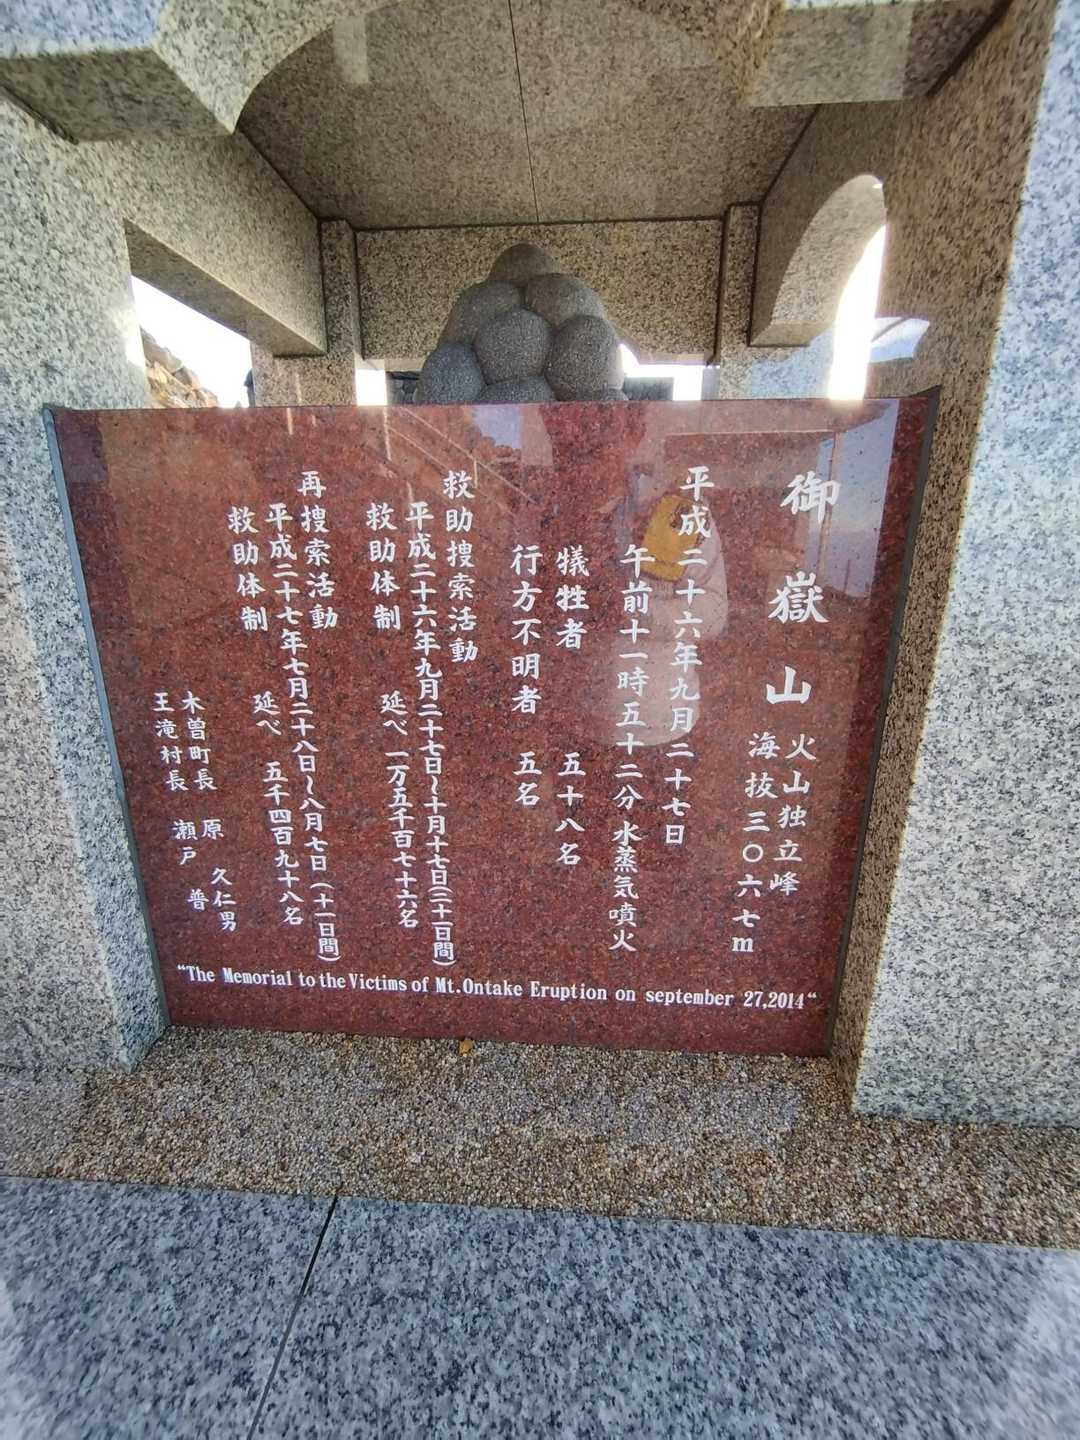 御嶽山
火山独立峰
海抜三〇六七m
平成二十六年九月二十七日
午前十一時五十二分 水蒸気噴火
犠牲者 五十八名
行方不明者 五名
救助捜索活動
平成二十六年九月二十七日~十月十七日(二十一日間)
救助体制 延べ 一万五千百七十六名
再捜索活動
平成二十七年七月二十八日~八月七日(十一日間)
救助体制 延べ 五千四百九十八名
木曽町長 原 久仁男
王滝村長 瀬戸 普
"The Memorial to the Victims of Mt.Ontake Eruption on september 27,2014"